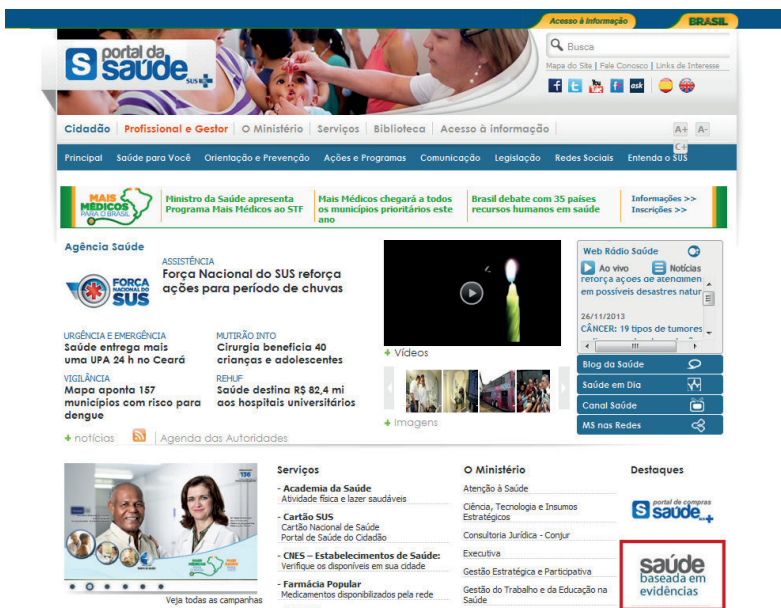 Acesso à Informação
BRASIL
portal da
saúde
SUS
Busca
Mapa do Site | Fale Conosco | Links de Interesse
ask
Cidadão | Profissional e Gestor | O Ministério | Serviços | Biblioteca | Acesso à informação
A+ A-
C+
Principal Saúde para Você Orientação e Prevenção Ações e Programas Comunicação Legislação Redes Sociais Entenda o SUS
MAIS
MÉDICOS
PARA O BRASIL
Ministro da Saúde apresenta
Programa Mais Médicos ao STF
Mais Médicos chegará a todos
os municípios prioritários este
ano
Brasil debate com 35 países
recursos humanos em saúde
Informações >>
Inscrições >>
Agência Saúde
FORÇA
NACIONAL DO
SUS
ASSISTÊNCIA
Força Nacional do SUS reforça
ações para período de chuvas
URGÊNCIA E EMERGÊNCIA
Saúde entrega mais
uma UPA 24 h no Ceará
MUTIRÃO INTO
Cirurgia beneficia 40
crianças e adolescentes
VIGILÂNCIA
Mapa aponta 157
municípios com risco para
dengue
REHUF
Saúde destina R$ 82,4 mi
aos hospitais universitários
+ notícias | Agenda das Autoridades
+ Vídeos
+ Imagens
Web Rádio Saúde
Ao vivo Notícias
reforça ações de atendimen
em possíveis desastres natur
26/11/2013
CÂNCER: 19 tipos de tumores
Blog da Saúde
Saúde em Dia
Canal Saúde
MS nas Redes
136
Veja todas as campanhas
Serviços
- Academia da Saúde
Atividade física e lazer saudáveis
- Cartão SUS
Cartão Nacional de Saúde
Portal de Saúde do Cidadão
- CNES – Estabelecimentos de Saúde:
Verifique os disponíveis em sua cidade
- Farmácia Popular
Medicamentos disponibilizados pela rede
O Ministério
Atenção à Saúde
Ciência, Tecnologia e Insumos
Estratégicos
Consultoria Jurídica - Conjur
Executiva
Gestão Estratégica e Participativa
Gestão do Trabalho e da Educação na
Saúde
Destaques
portal de compras
saúde
saúde
baseada em
evidências